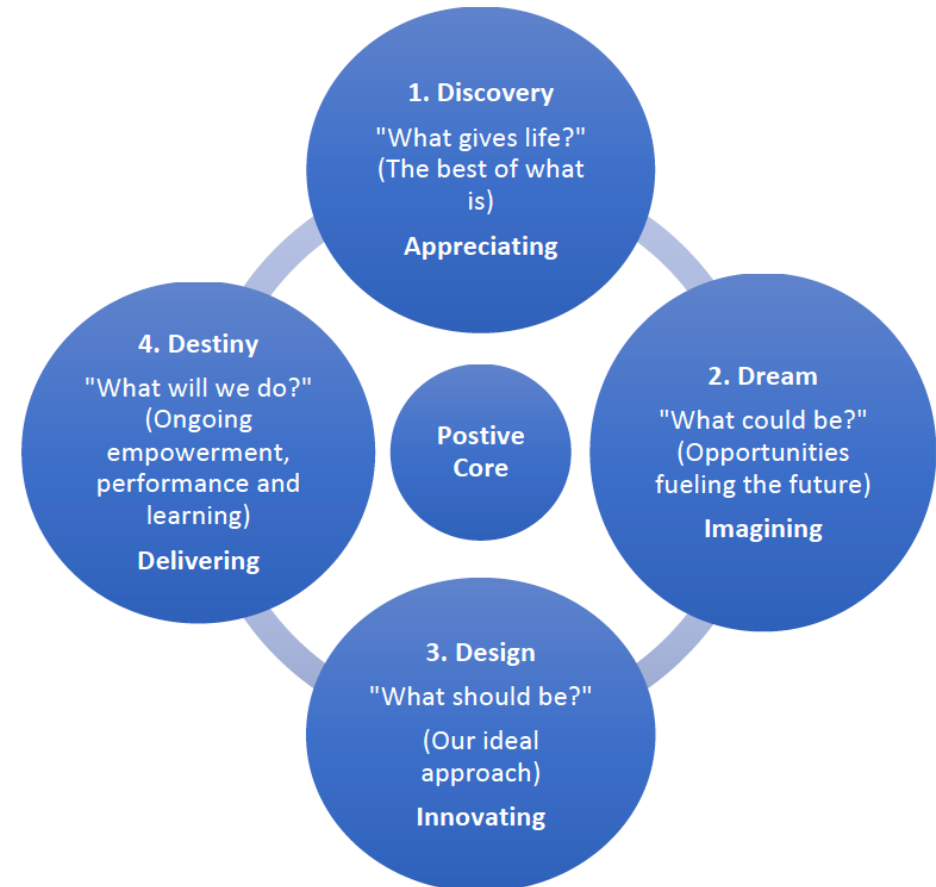 1. Discovery
"What gives life?"
(The best of what
is)
Appreciating
2. Dream
"What could be?"
(Opportunities
fueling the future)
Imagining
3. Design
"What should be?"
(Our ideal
approach)
Innovating
4. Destiny
"What will we do?"
(Ongoing
empowerment,
performance and
learning)
Delivering
Postive
Core